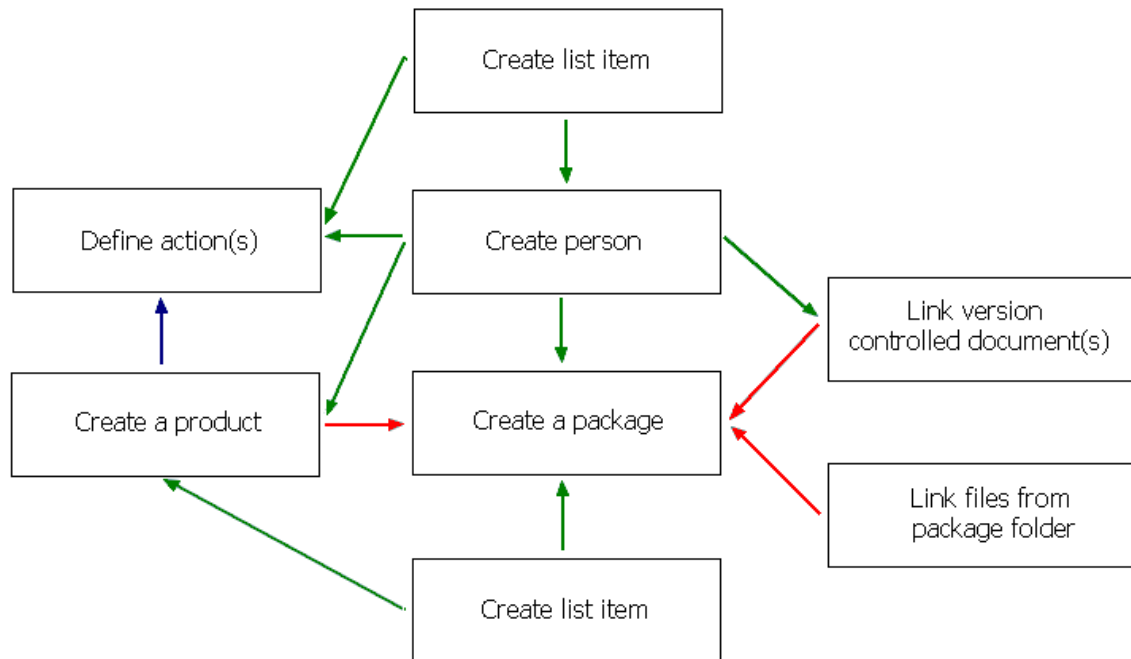 Create list item
Define action(s)
Create person
Link version
controlled document(s)
Create a product
Create a package
Link files from
package folder
Create list item